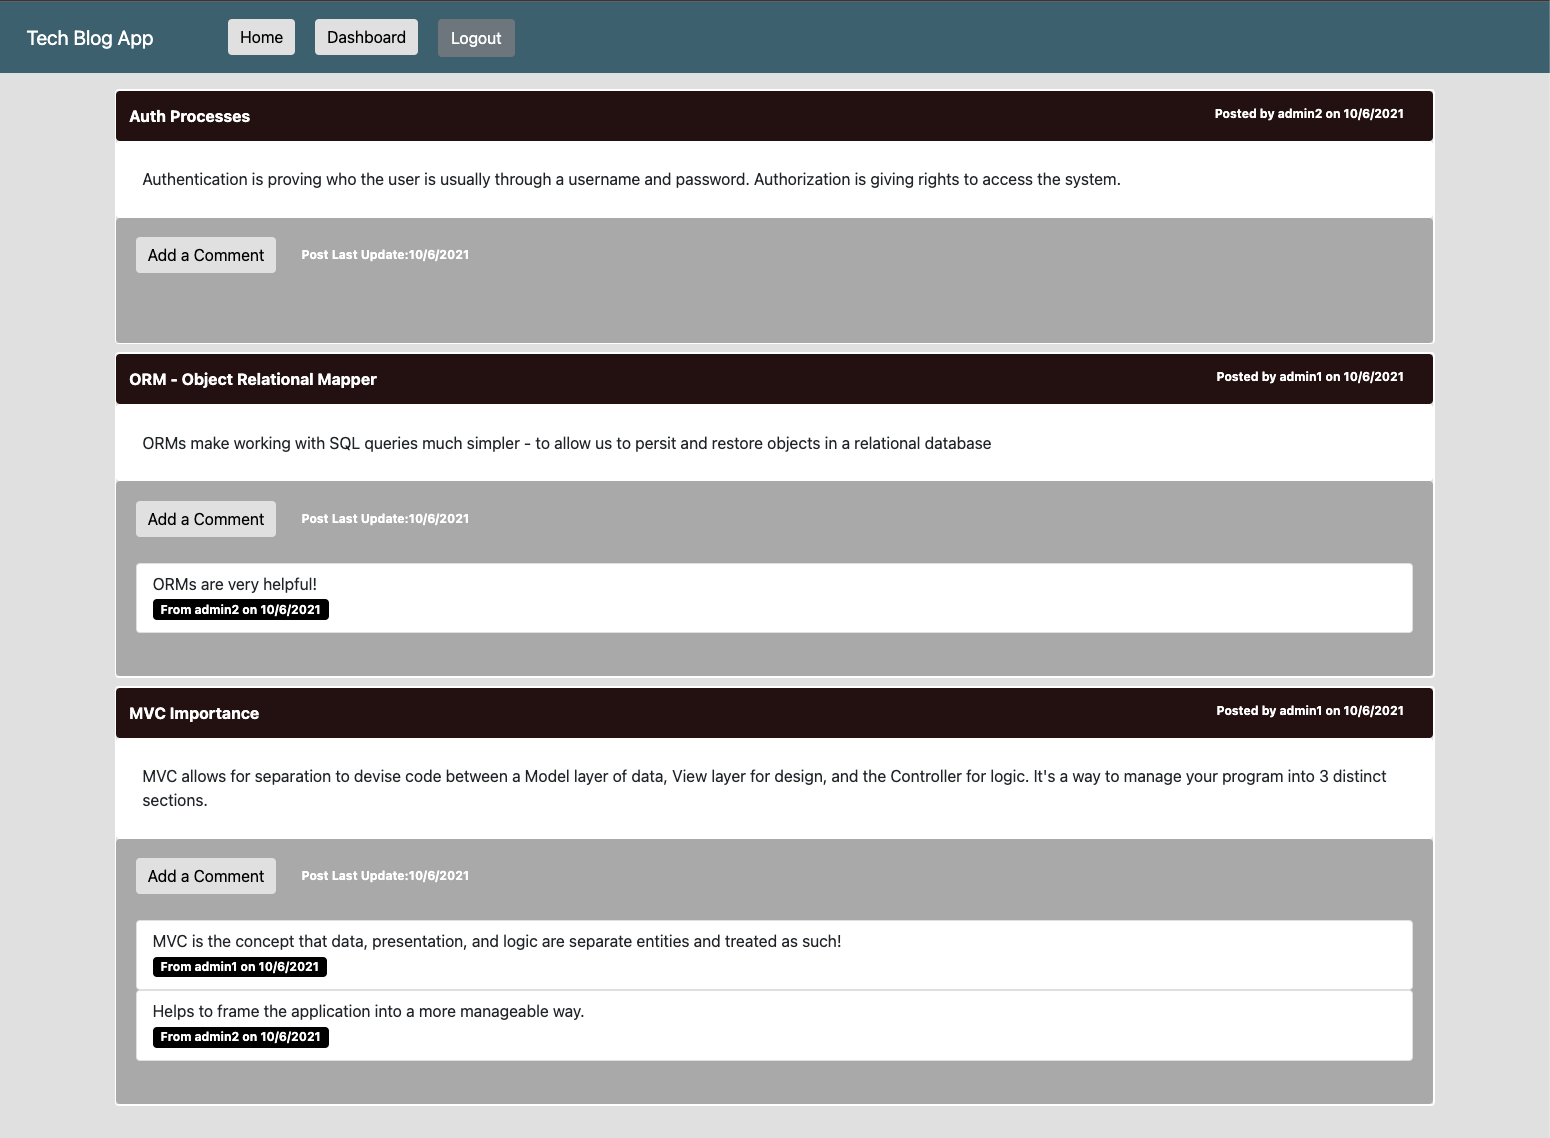 Tech Blog App
Home
Dashboard
Logout
Auth Processes
Posted by admin2 on 10/6/2021
Authentication is proving who the user is usually through a username and password. Authorization is giving rights to access the system.
Add a Comment
Post Last Update:10/6/2021
ORM - Object Relational Mapper
Posted by admin1 on 10/6/2021
ORMs make working with SQL queries much simpler - to allow us to persit and restore objects in a relational database
Add a Comment
Post Last Update:10/6/2021
ORMs are very helpful!
From admin2 on 10/6/2021
MVC Importance
Posted by admin1 on 10/6/2021
MVC allows for separation to devise code between a Model layer of data, View layer for design, and the Controller for logic. It's a way to manage your program into 3 distinct
sections.
Add a Comment
Post Last Update:10/6/2021
MVC is the concept that data, presentation, and logic are separate entities and treated as such!
From admin1 on 10/6/2021
Helps to frame the application into a more manageable way.
From admin2 on 10/6/2021